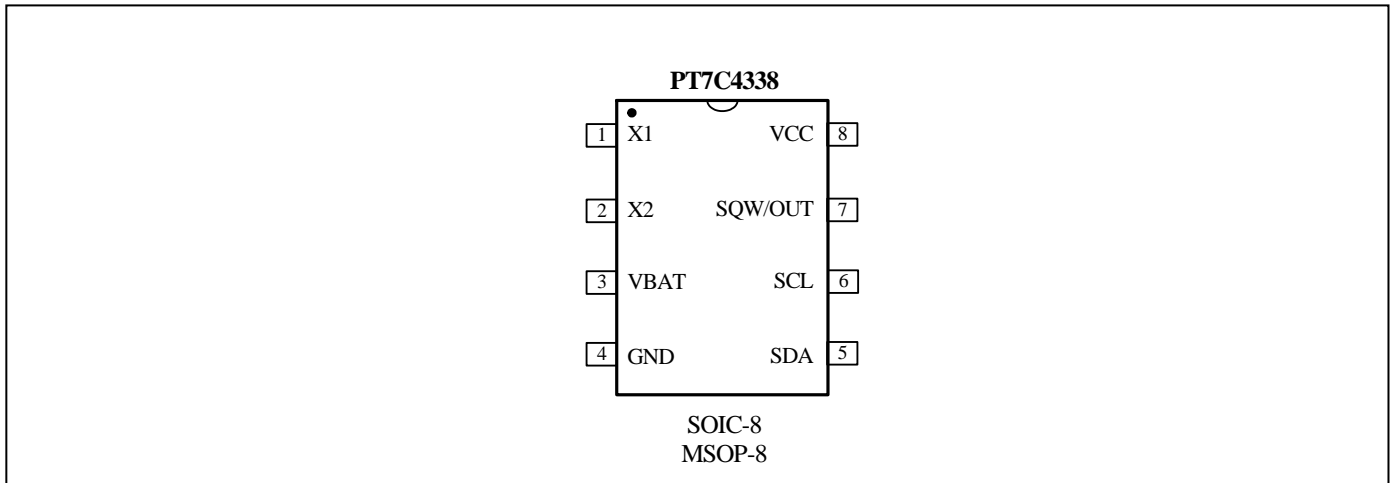 PT7C4338
1 X1 VCC 8
2 X2 SQW/OUT 7
3 VBAT SCL 6
4 GND SDA 5
SOIC-8
MSOP-8